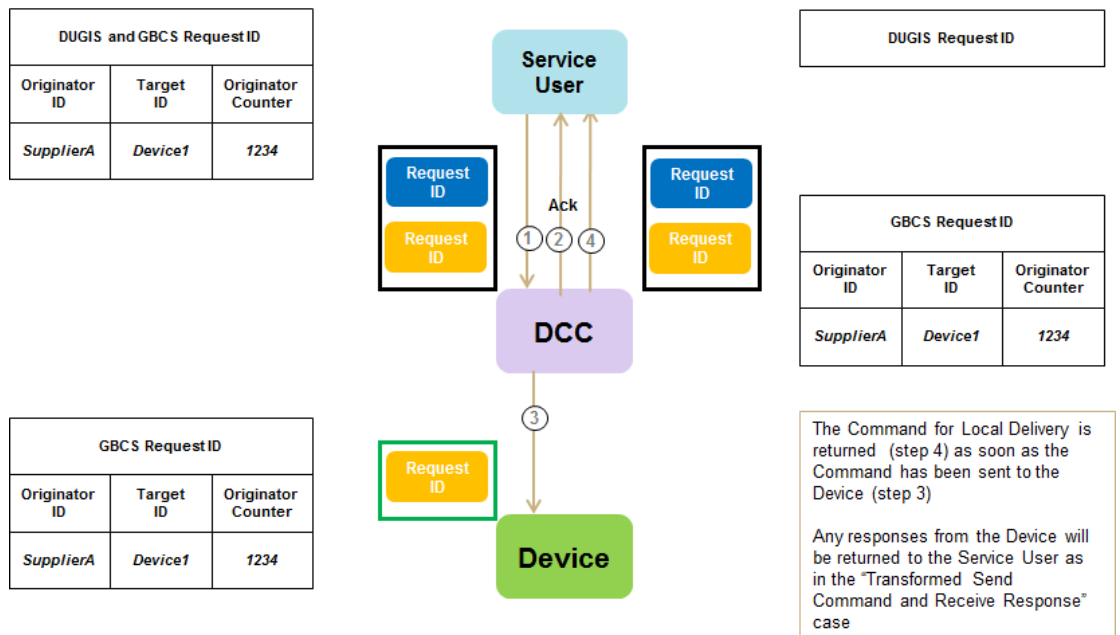 DUGIS and GBCS Request ID
Originator ID
Target ID
Originator Counter
SupplierA
Device1
1234
Service
User
DUGIS Request ID
Request
ID
Request
ID
Ack
1
2
4
Request
ID
Request
ID
GBCS Request ID
Originator ID
Target ID
Originator Counter
SupplierA
Device1
1234
DCC
3
GBCS Request ID
Originator ID
Target ID
Originator Counter
SupplierA
Device1
1234
Request
ID
Device
The Command for Local Delivery is
returned (step 4) as soon as the
Command has been sent to the
Device (step 3)
Any responses from the Device will
be returned to the Service User as
in the “Transformed Send
Command and Receive Response”
case